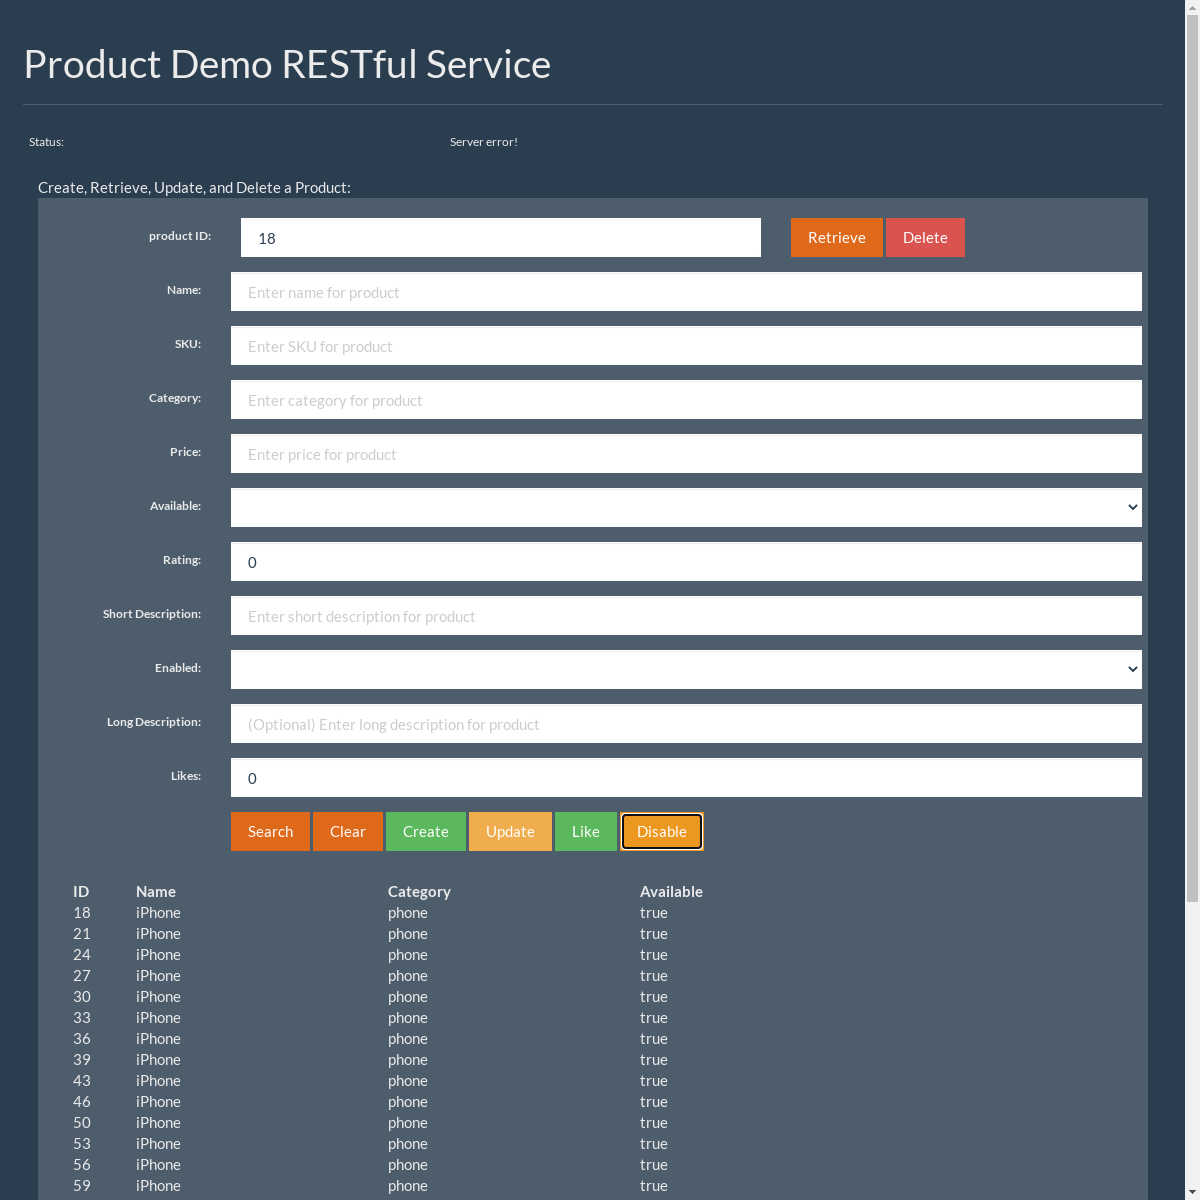 Product Demo RESTful Service
Status: Server error!
Create, Retrieve, Update, and Delete a Product:
product ID: 18 Retrieve Delete
Name: Enter name for product
SKU: Enter SKU for product
Category: Enter category for product
Price: Enter price for product
Available:
Rating: 0
Short Description: Enter short description for product
Enabled:
Long Description: (Optional) Enter long description for product
Likes: 0
Search Clear Create Update Like Disable
ID Name Category Available
18 iPhone phone true
21 iPhone phone true
24 iPhone phone true
27 iPhone phone true
30 iPhone phone true
33 iPhone phone true
36 iPhone phone true
39 iPhone phone true
43 iPhone phone true
46 iPhone phone true
50 iPhone phone true
53 iPhone phone true
56 iPhone phone true
59 iPhone phone true